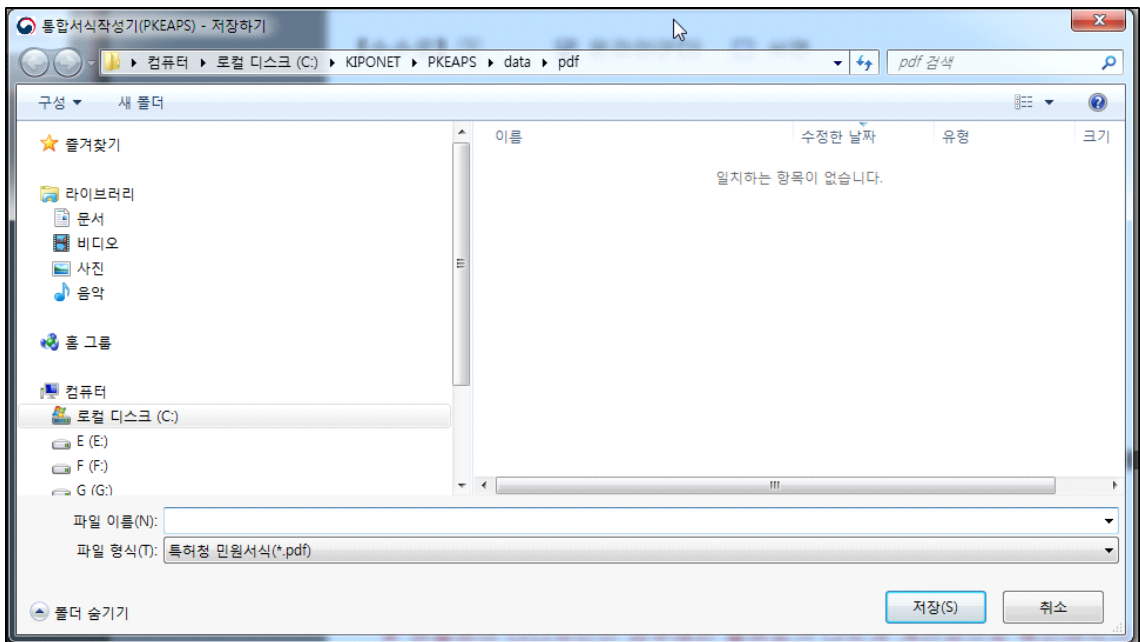 통합서식작성기(PKEAPS) - 저장하기
컴퓨터 ▸ 로컬 디스크 (C:) ▸ KIPONET ▸ PKEAPS ▸ data ▸ pdf
pdf 검색
구성 ▼ 새 폴더
이름 수정한 날짜 유형 크기
일치하는 항목이 없습니다.
즐겨찾기
라이브러리
문서
비디오
사진
음악
홈 그룹
컴퓨터
로컬 디스크 (C:)
E (E:)
F (F:)
G (G:)
파일 이름(N):
파일 형식(T): 특허청 민원서식(*.pdf)
폴더 숨기기
저장(S) 취소